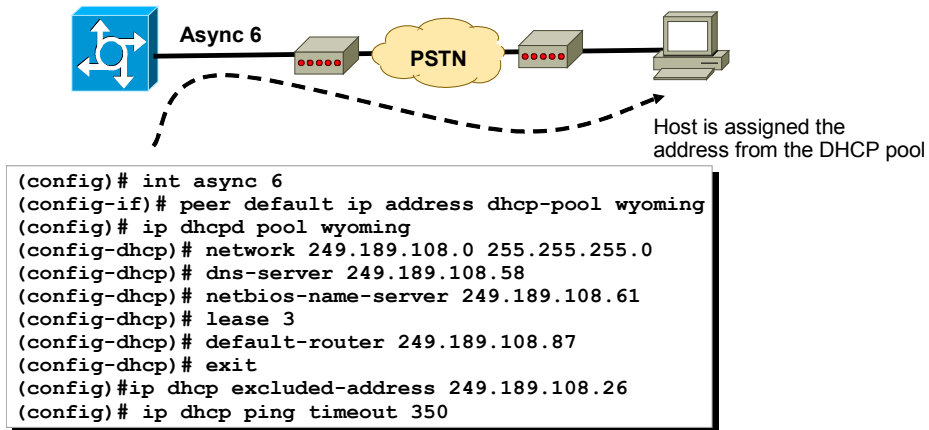 Async 6
PSTN
Host is assigned the
address from the DHCP pool
(config)# int async 6
(config-if)# peer default ip address dhcp-pool wyoming
(config)# ip dhcpd pool wyoming
(config-dhcp)# network 249.189.108.0 255.255.255.0
(config-dhcp)# dns-server 249.189.108.58
(config-dhcp)# netbios-name-server 249.189.108.61
(config-dhcp)# lease 3
(config-dhcp)# default-router 249.189.108.87
(config-dhcp)# exit
(config)#ip dhcp excluded-address 249.189.108.26
(config)# ip dhcp ping timeout 350